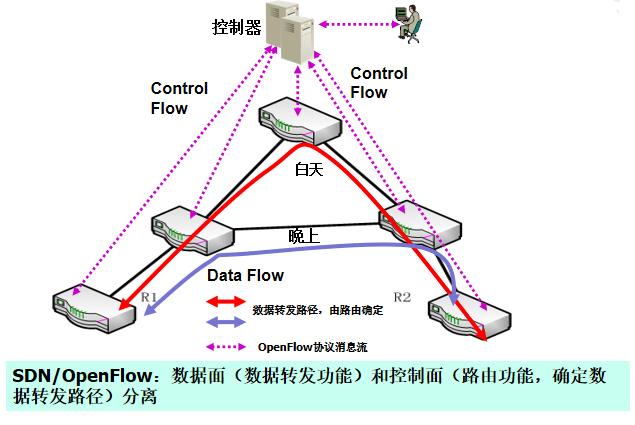 控制器
Control
Flow
Control
Flow
白天
晚上
Data Flow
R1
R2
数据转发路径，由路由确定
OpenFlow协议消息流
SDN/OpenFlow：数据面（数据转发功能）和控制面（路由功能，确定数
据转发路径）分离